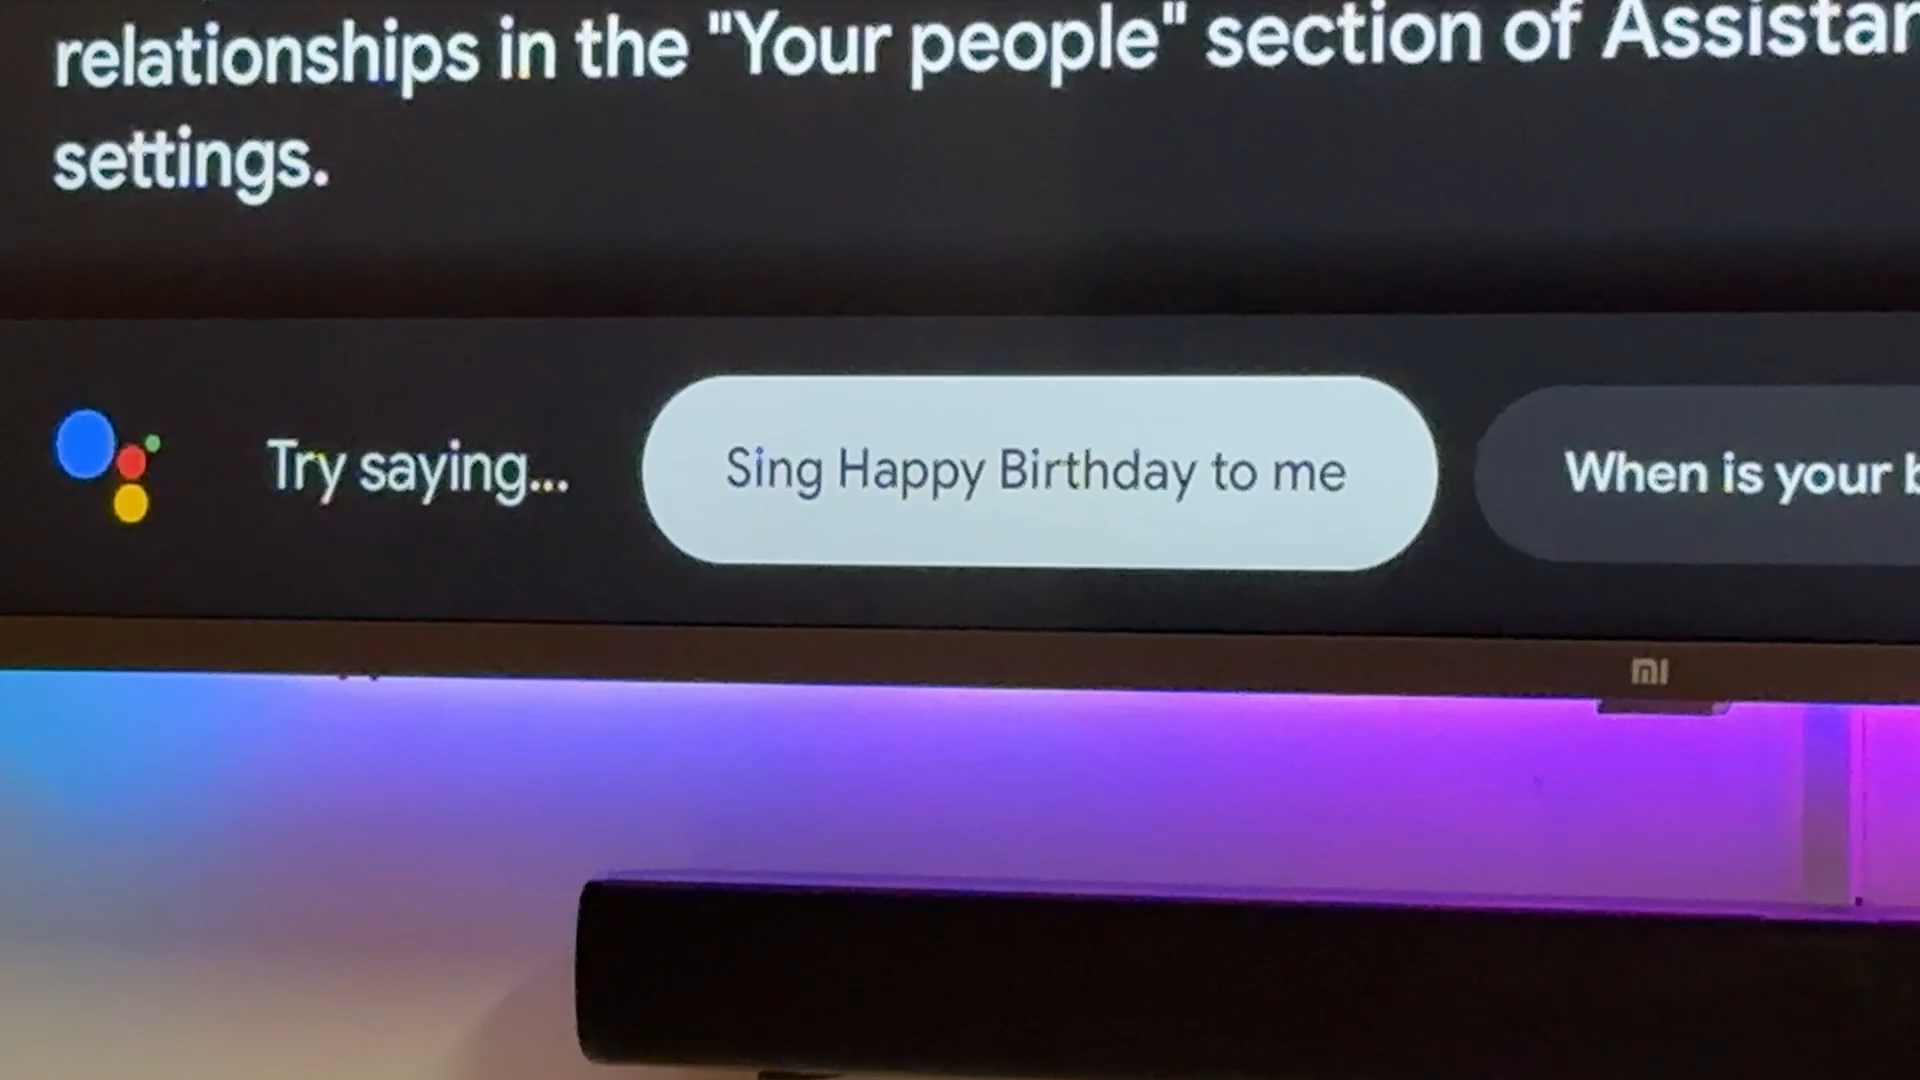 relationships in the "Your people" section of
settings.
Try saying... Sing Happy Birthday to me When is your
MI